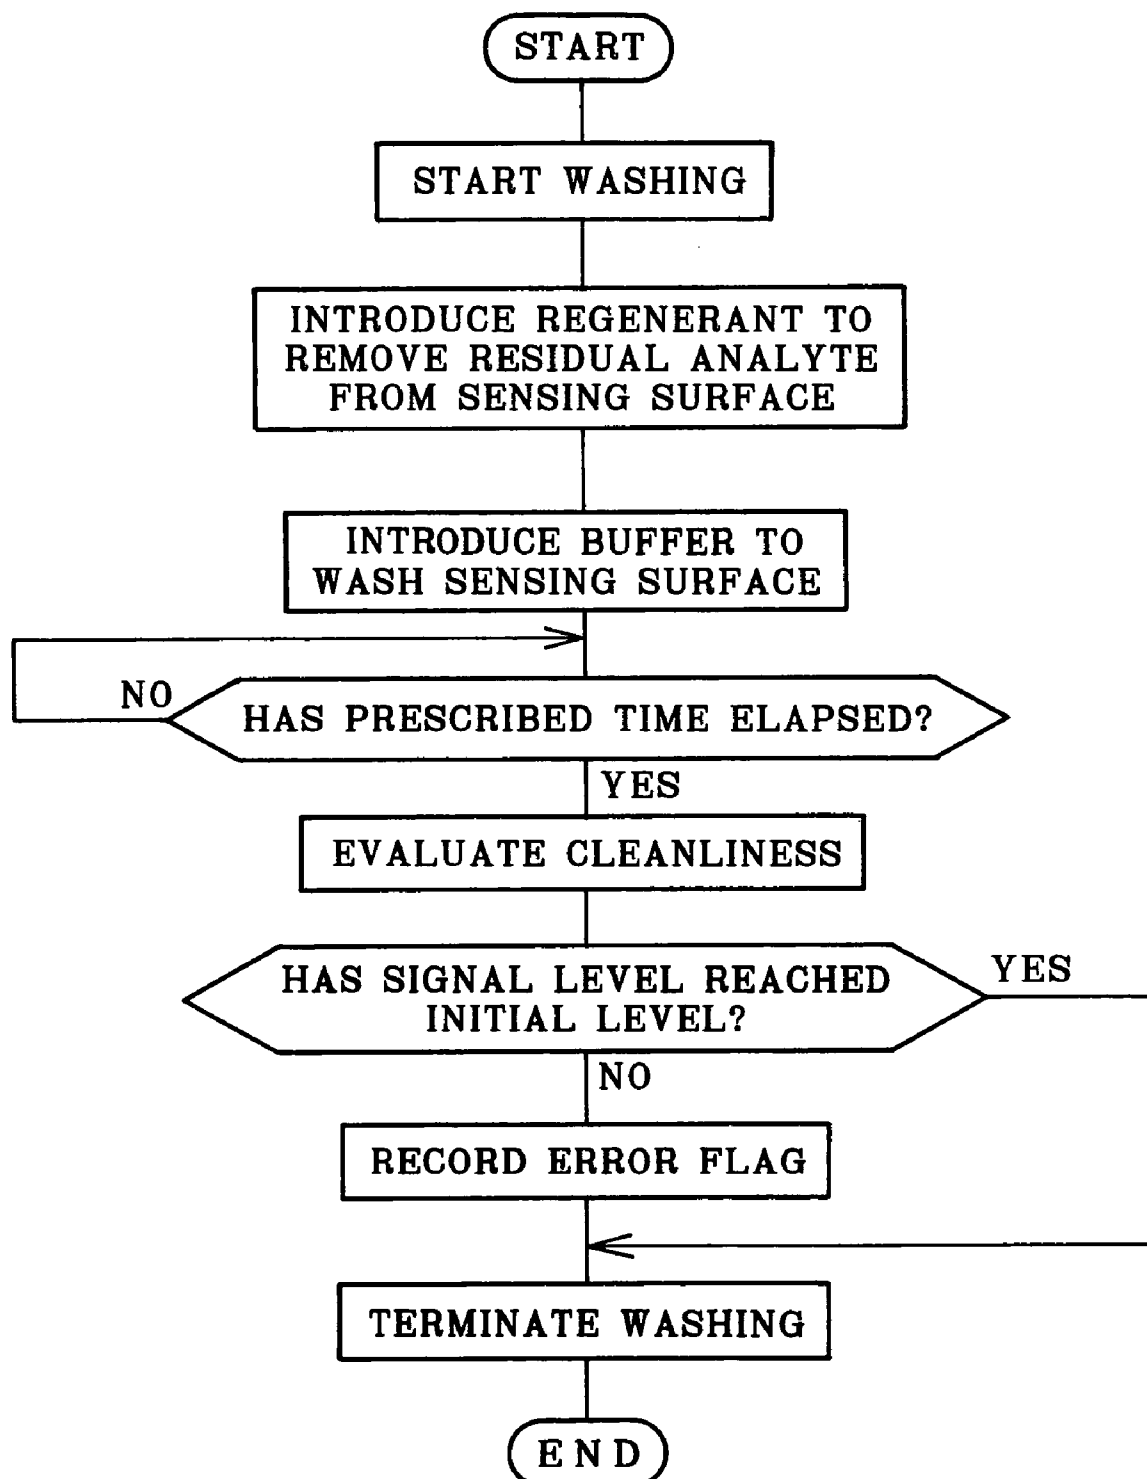 START
START WASHING
INTRODUCE REGENERANT TO
REMOVE RESIDUAL ANALYTE
FROM SENSING SURFACE
INTRODUCE BUFFER TO
WASH SENSING SURFACE
NO
HAS PRESCRIBED TIME ELAPSED?
YES
EVALUATE CLEANLINESS
HAS SIGNAL LEVEL REACHED
INITIAL LEVEL?
YES
NO
RECORD ERROR FLAG
TERMINATE WASHING
END